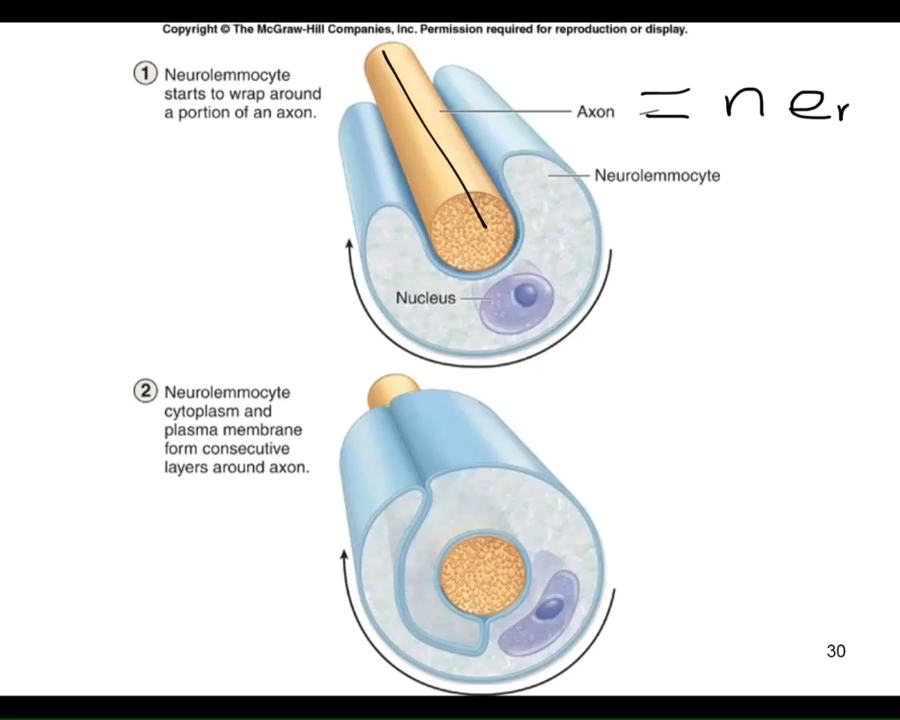 Copyright © The McGraw-Hill Companies, Inc. Permission required for reproduction or display.
1 Neurolemmocyte
starts to wrap around
a portion of an axon.
Axon = ner
Neurolemmocyte
Nucleus
2 Neurolemmocyte
cytoplasm and
plasma membrane
form consecutive
layers around axon.
30